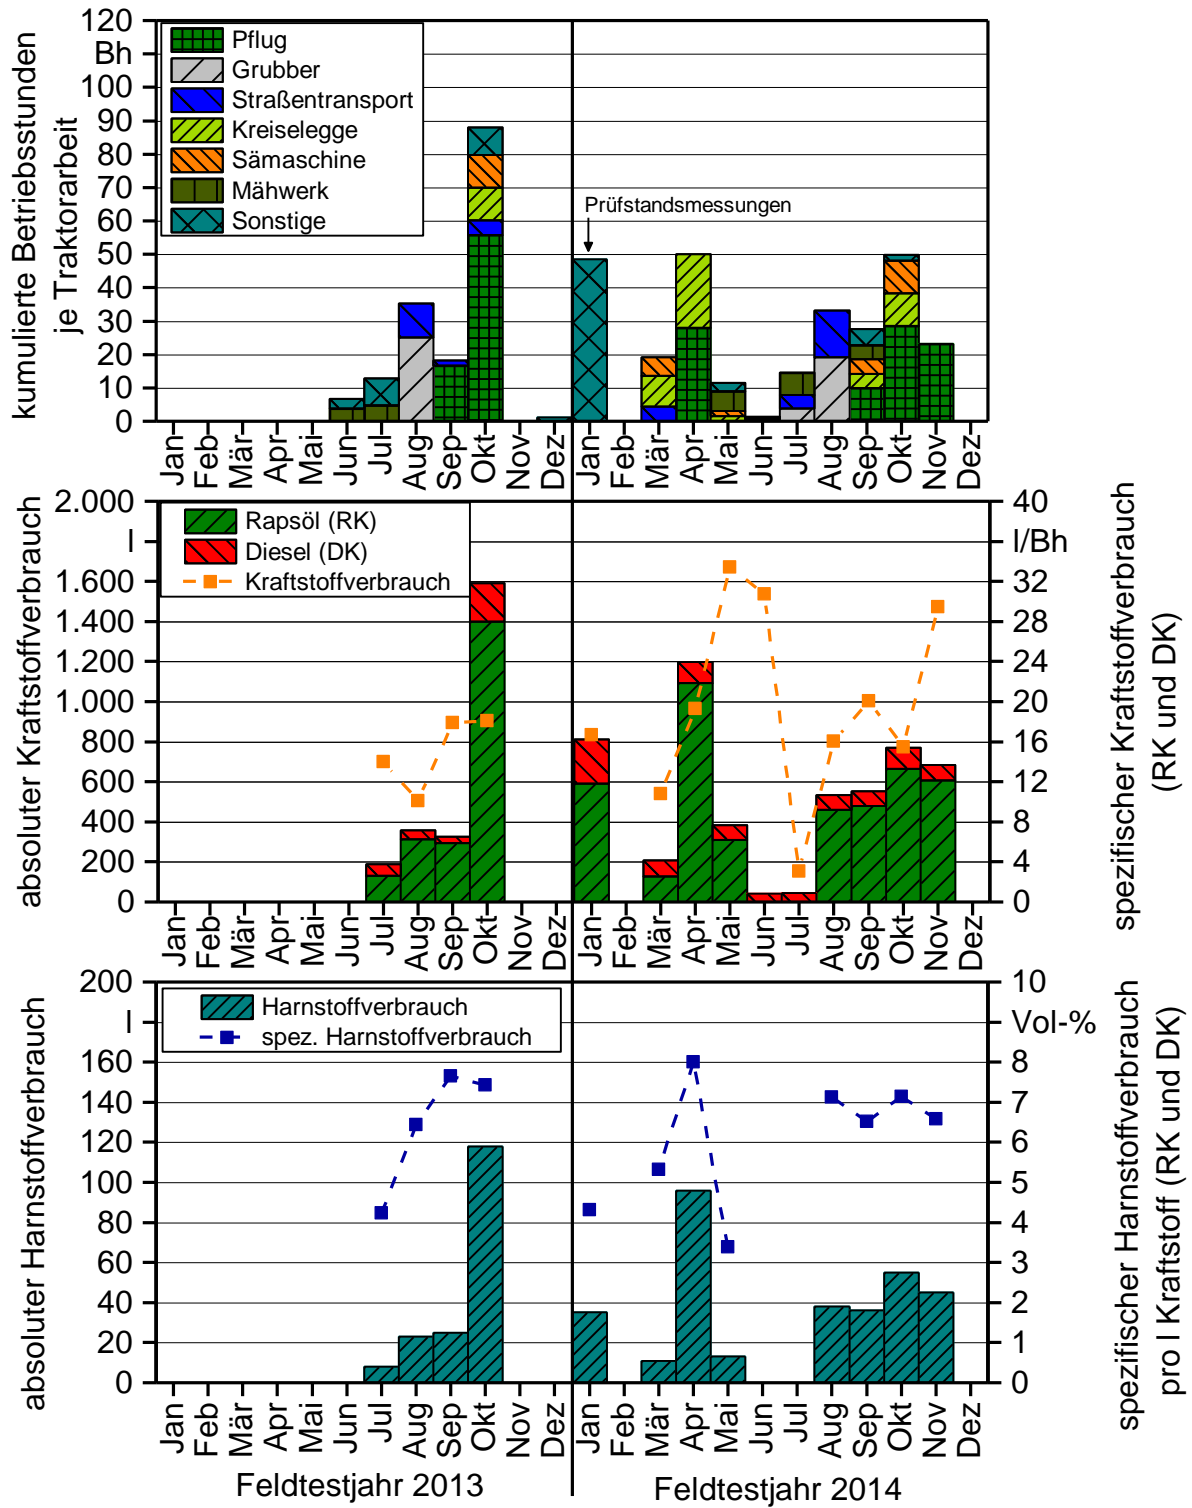 kumulierte Betriebsstunden
je Traktorarbeit
120
Bh
100
90
80
70
60
50
40
30
20
10
0
Pflug
Grubber
Straßentransport
Kreiselegge
Sämaschine
Mähwerk
Sonstige
Prüfstandsmessungen
Jan Feb Mär Apr Mai Jun Jul Aug Sep Okt Nov Dez Jan Feb Mär Apr Mai Jun Jul Aug Sep Okt Nov Dez
absoluter Kraftstoffverbrauch
2.000
l
1.600
1.400
1.200
1.000
800
600
400
200
0
Rapsöl (RK)
Diesel (DK)
Kraftstoffverbrauch
40
l/Bh
32
28
24
20
16
12
8
4
0
spezifischer Kraftstoffverbrauch
(RK und DK)
Jan Feb Mär Apr Mai Jun Jul Aug Sep Okt Nov Dez Jan Feb Mär Apr Mai Jun Jul Aug Sep Okt Nov Dez
absoluter Harnstoffverbrauch
200
l
160
140
120
100
80
60
40
20
0
Harnstoffverbrauch
spez. Harnstoffverbrauch
10
Vol-%
8
7
6
5
4
3
2
1
0
spezifischer Harnstoffverbrauch
pro l Kraftstoff (RK und DK)
Jan Feb Mär Apr Mai Jun Jul Aug Sep Okt Nov Dez Jan Feb Mär Apr Mai Jun Jul Aug Sep Okt Nov Dez
Feldtestjahr 2013
Feldtestjahr 2014